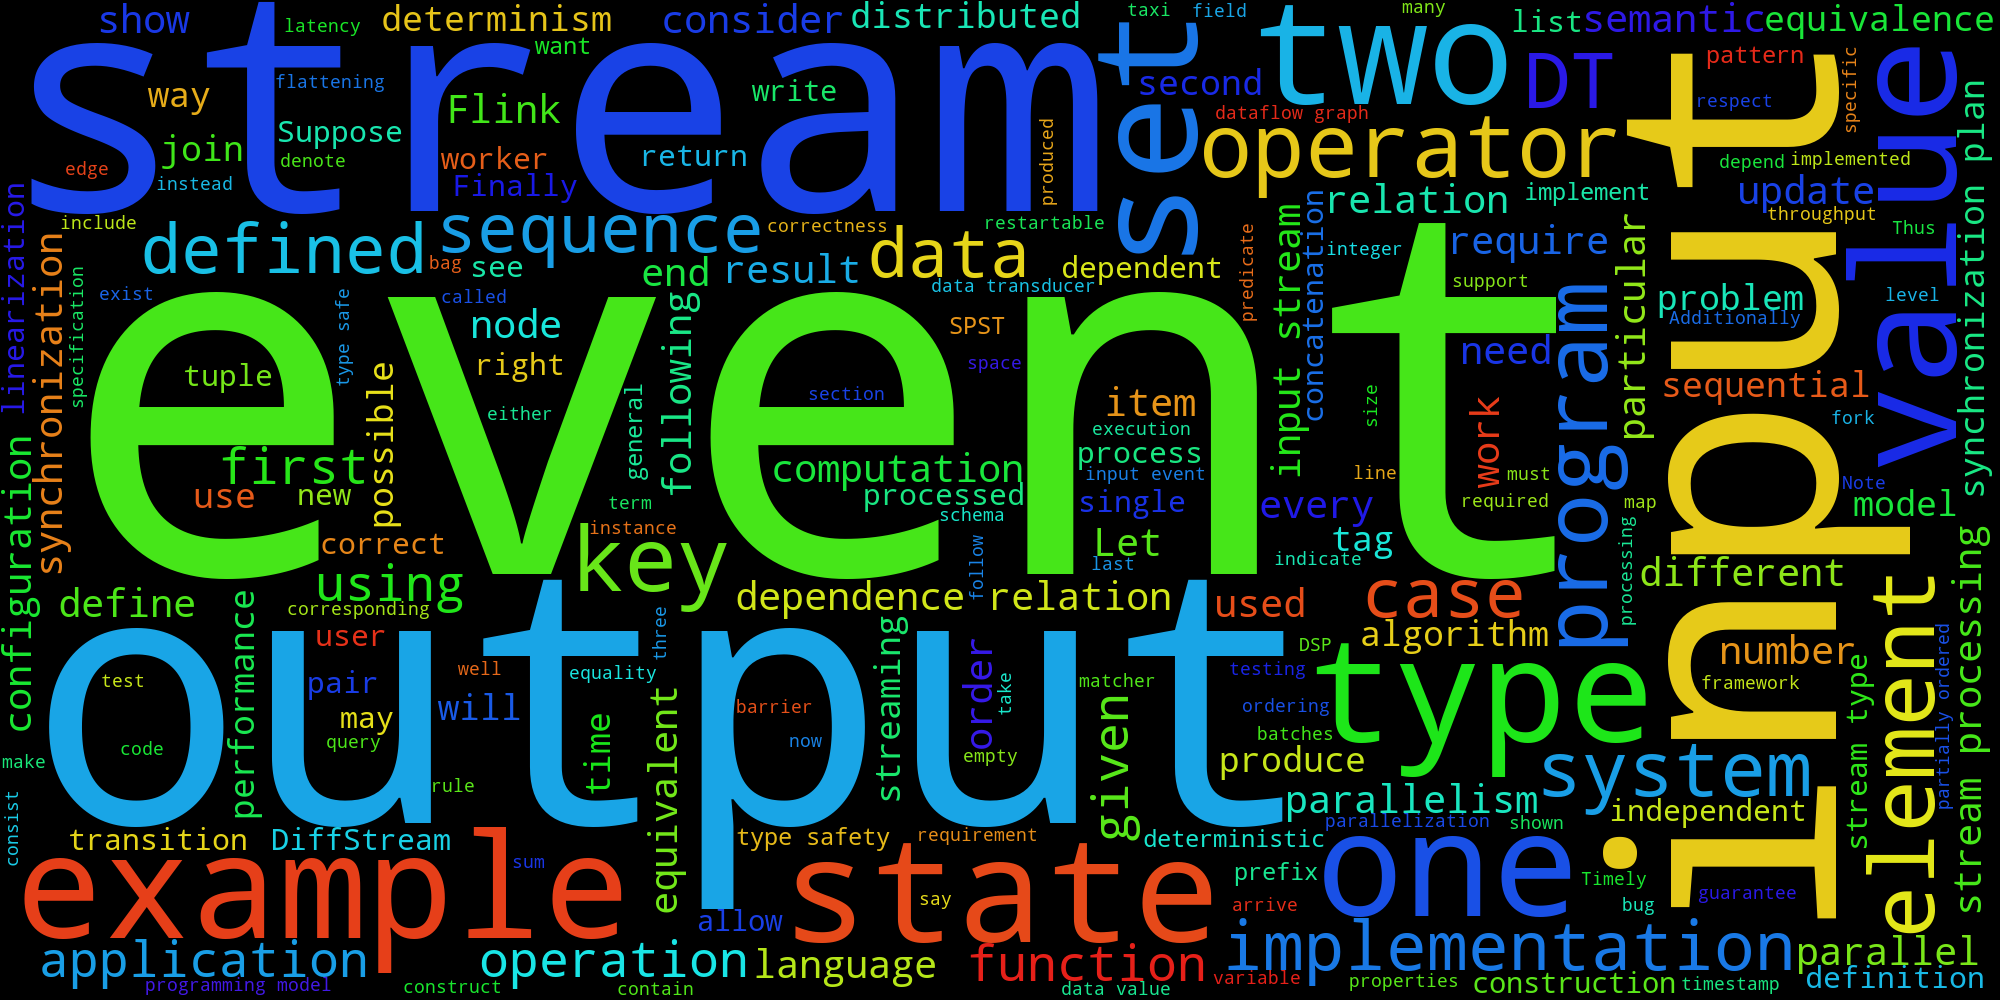 show
latency
determinism
consider
distributed
taxi
field
many
list
semantic
equivalence
stream
want
set
two
second
DT
pattern
way
flattening
Flink
write
dataflow graph
respect
specific
value
join
Suppose
denote
worker
return
produced
operator
input
depend
implemented
edge
instead
Finally
relation
implement
update
throughput
include
defined
sequence
correctness
restartable
data
Thus
bag
see
end
result
dependent
integer
require
support
synchronization plan
linearization
synchronization
specification
exist
type safe
called
data transducer
predicate
input stream
concatenation
program
particular
problem
Additionally
level
node
following
SPST
space
need
right
tuple
possible
either
general
section
item
size
sequential
fork
event
execution
first
computation
process
input event
line
work
must
use
new
term
processed
single
every
required
map
Note
model
schema
instance
correct
key
Let
last
tag
indicate
processing
follow
configuration
using
different
define
corresponding
dependence relation
used
case
algorithm
performance
user
three
streaming
order
DSP
number
partially ordered
stream processing
test
pair
well
equality
take
matcher
testing
type
framework
element
stream type
may
will
equivalent
barrier
ordering
output
code
query
time
now
given
batches
make
empty
produce
system
rule
consist
parallelism
independent
transition
DiffStream
type safety
requirement
deterministic
parallelization
shown
example
sum
state
prefix
one
Timely
guarantee
say
arrive
bug
allow
application
operation
language
function
implementation
parallel
programming model
construct
contain
data value
variable
properties
construction
timestamp
definition